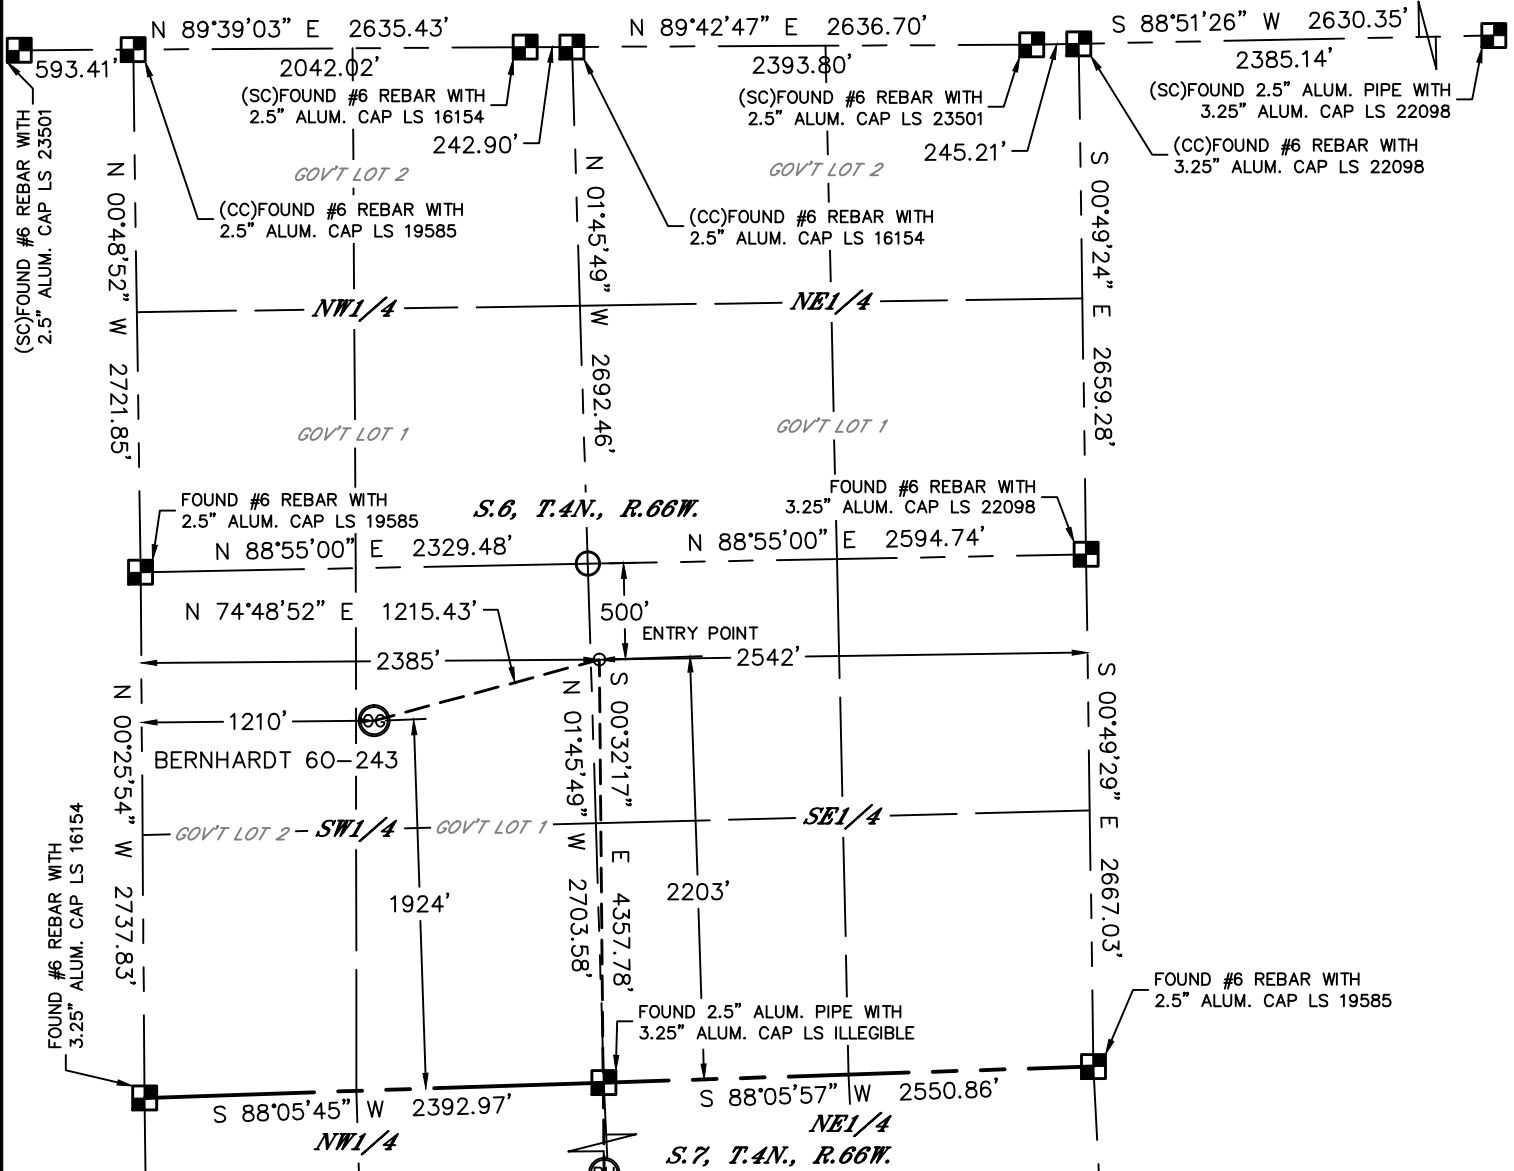 N 89°39'03" E 2635.43'
N 89°42'47" E 2636.70'
S 88°51'26" W 2630.35'
593.41'
2042.02'
2393.80'
2385.14'
(SC)FOUND #6 REBAR WITH
2.5" ALUM. CAP LS 16154
(SC)FOUND #6 REBAR WITH
2.5" ALUM. CAP LS 23501
(SC)FOUND 2.5" ALUM. PIPE WITH
3.25" ALUM. CAP LS 22098
242.90'
245.21'
(CC)FOUND #6 REBAR WITH
3.25" ALUM. CAP LS 22098
(SC)FOUND #6 REBAR WITH
2.5" ALUM. CAP LS 23501
GOV'T LOT 2
GOV'T LOT 2
(CC)FOUND #6 REBAR WITH
2.5" ALUM. CAP LS 19585
(CC)FOUND #6 REBAR WITH
2.5" ALUM. CAP LS 16154
N 00°48'52" W 2721.85'
N 01°45'49" W 2692.46'
S 00°49'24" E 2659.28'
NW1/4
NE1/4
GOV'T LOT 1
GOV'T LOT 1
FOUND #6 REBAR WITH
2.5" ALUM. CAP LS 19585
S.6, T.4N., R.66W.
FOUND #6 REBAR WITH
3.25" ALUM. CAP LS 22098
N 88°55'00" E 2329.48'
N 88°55'00" E 2594.74'
N 74°48'52" E 1215.43'
500'
ENTRY POINT
2385'
2542'
1210'
OG
BERNHARDT 6O-243
N 00°25'54" W 2737.83'
N 01°45'49" W 2703.58'
S 00°32'17" E 4357.78'
S 00°49'29" E 2667.03'
GOV'T LOT 2
SW1/4
GOV'T LOT 1
SE1/4
1924'
2203'
FOUND #6 REBAR WITH
3.25" ALUM. CAP LS 16154
FOUND #6 REBAR WITH
2.5" ALUM. CAP LS 19585
FOUND 2.5" ALUM. PIPE WITH
3.25" ALUM. CAP LS ILLEGIBLE
S 88°05'45" W 2392.97'
S 88°05'57" W 2550.86'
NW1/4
NE1/4
S.7, T.4N., R.66W.